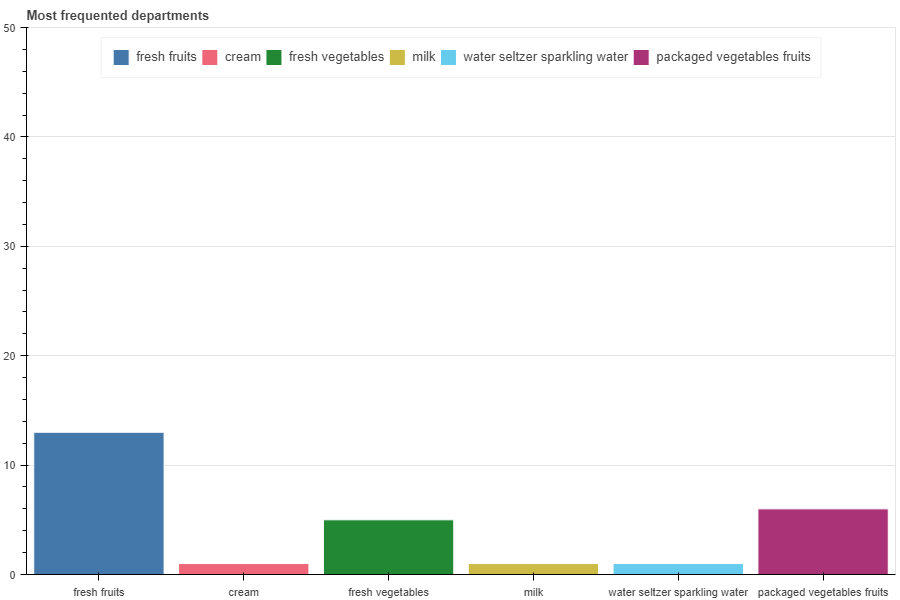 Most frequented departments
fresh fruits cream fresh vegetables milk water seltzer sparkling water packaged vegetables fruits
50
40
30
20
10
0
fresh fruits cream fresh vegetables milk water seltzer sparkling water packaged vegetables fruits